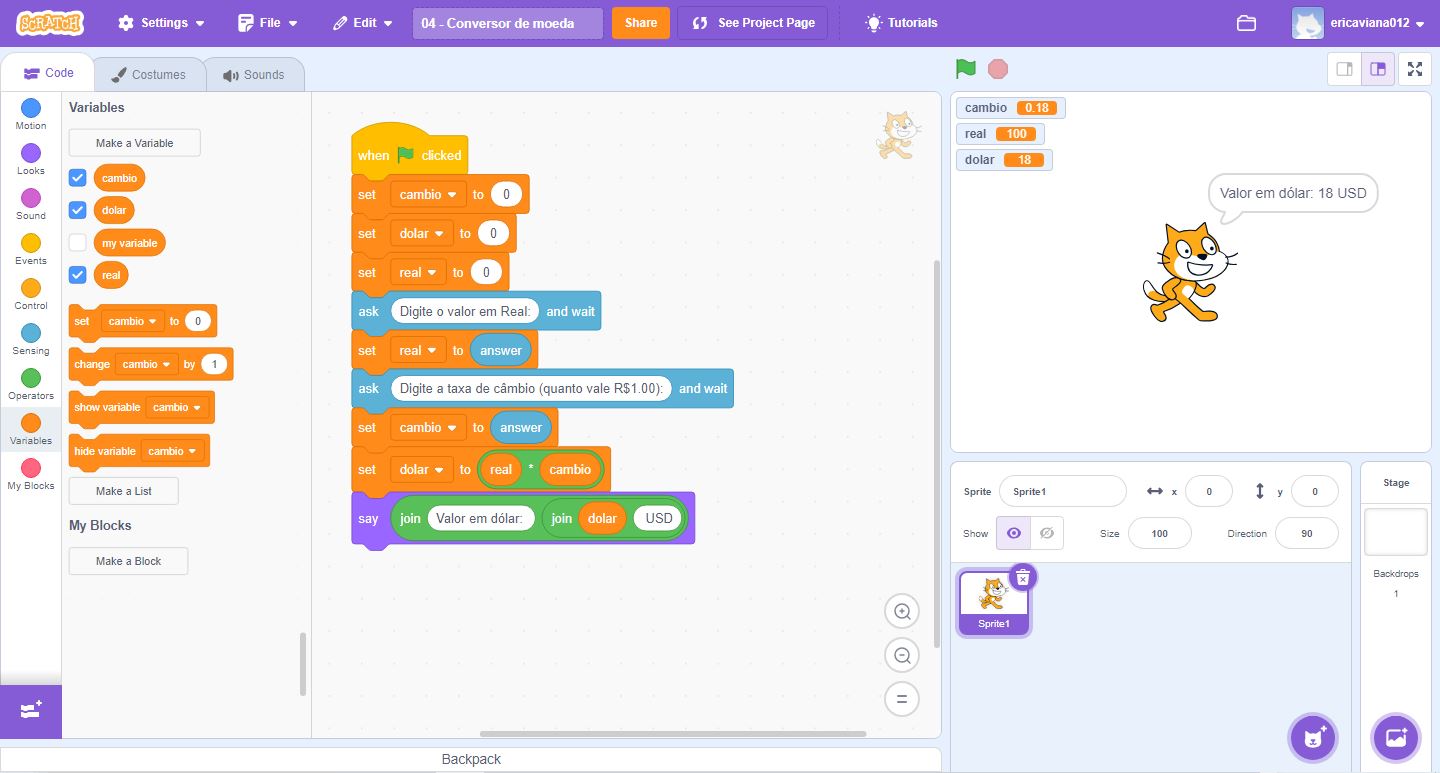 SCRATCH Settings File Edit 04 - Conversor de moeda Share See Project Page Tutorials ericaviana012
Code Costumes Sounds
Motion
Looks
Sound
Events
Control
Sensing
Operators
Variables
My Blocks
Variables
Make a Variable
cambio
dolar
my variable
real
set cambio to 0
change cambio by 1
show variable cambio
hide variable cambio
Make a List
My Blocks
Make a Block
when clicked
set cambio to 0
set dolar to 0
set real to 0
ask Digite o valor em Real: and wait
set real to answer
ask Digite a taxa de câmbio (quanto vale R$1.00): and wait
set cambio to answer
set dolar to real * cambio
say join Valor em dólar: join dolar USD
Backpack
cambio 0.18
real 100
dolar 18
Valor em dólar: 18 USD
Sprite Sprite1 x 0 y 0
Show Size 100 Direction 90
Sprite1
Stage
Backdrops
1